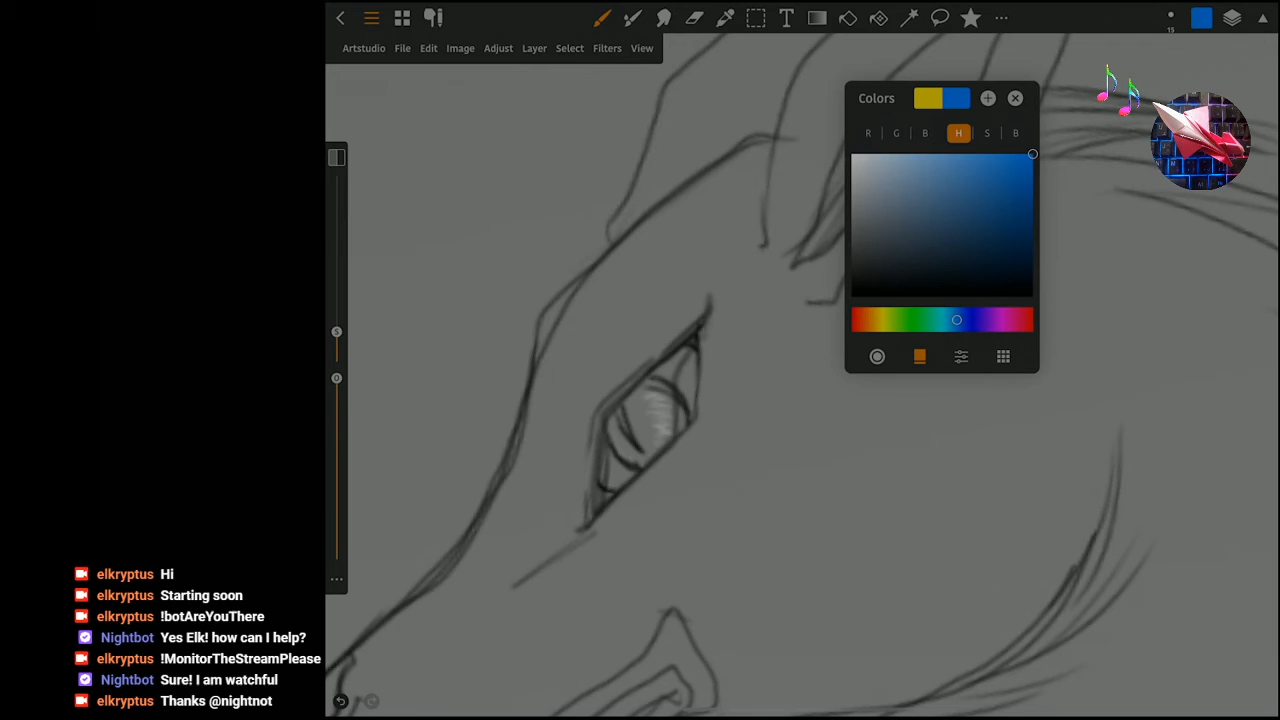 15
Artstudio File Edit Image Adjust Layer Select Filters View
Colors
R G B H S B
S
O
elkryptus Hi
elkryptus Starting soon
elkryptus !botAreYouThere
Nightbot Yes Elk! how can I help?
elkryptus !MonitorTheStreamPlease
Nightbot Sure! I am watchful
elkryptus Thanks @nightnot